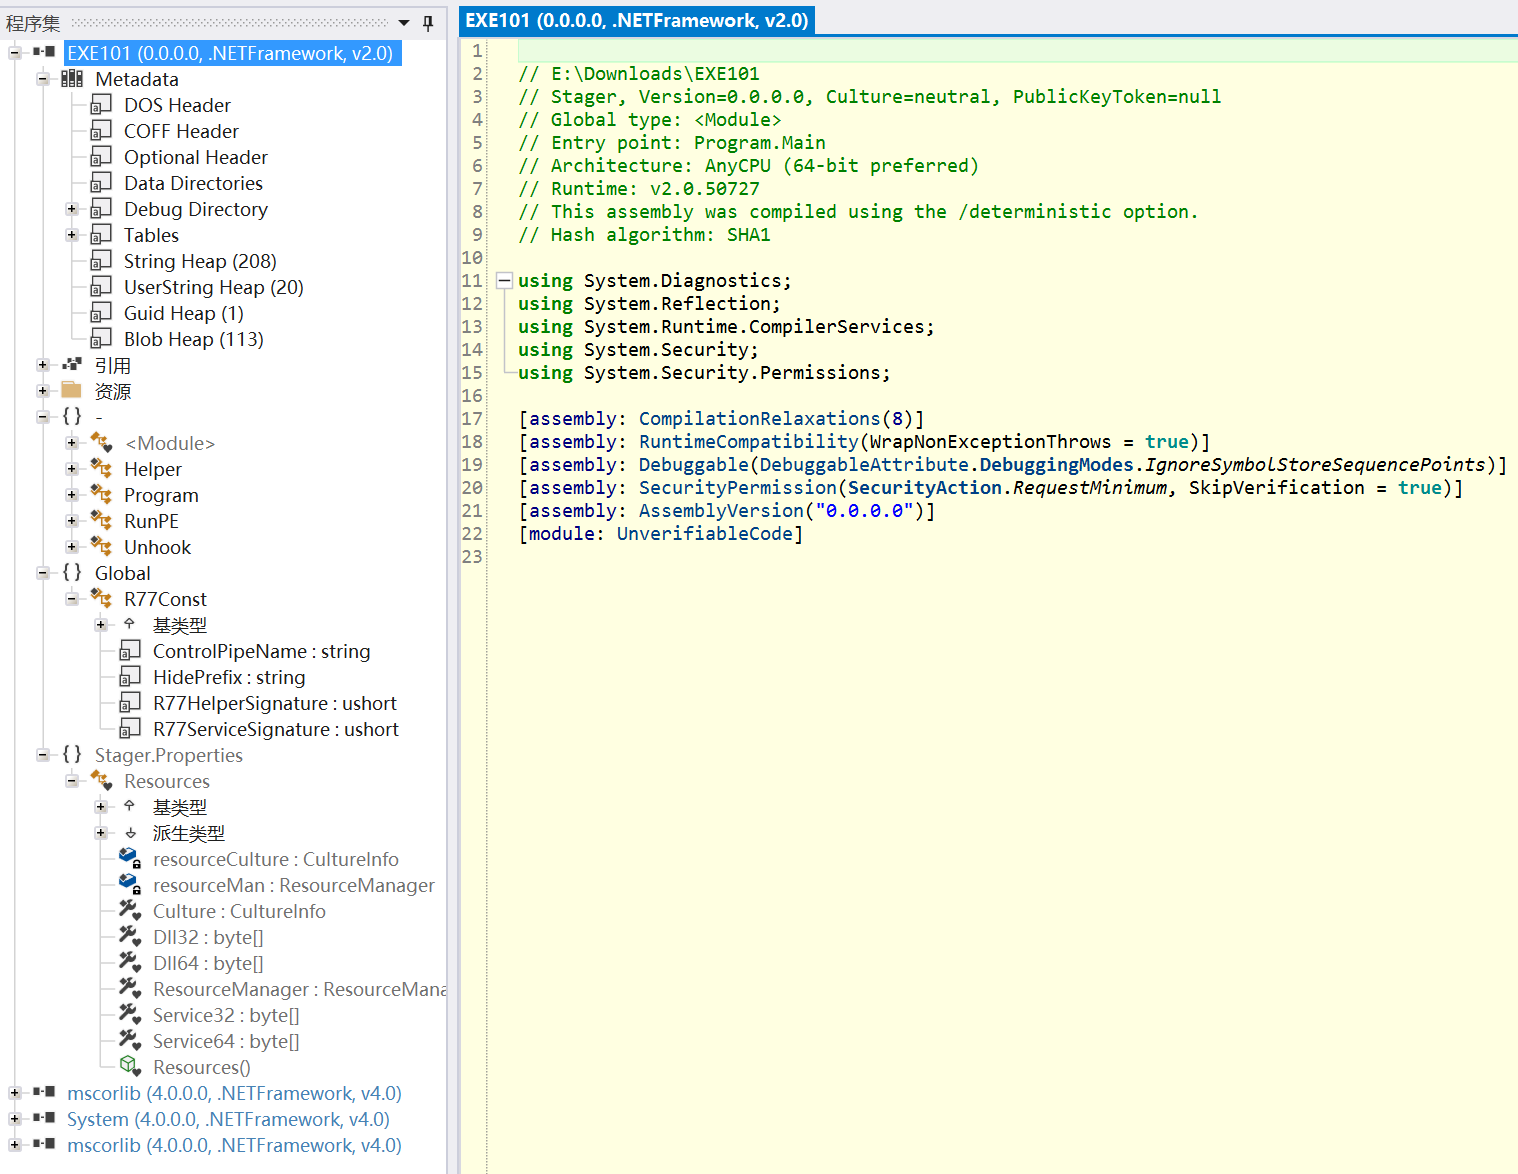 程序集
EXE101 (0.0.0.0, .NETFramework, v2.0)
Metadata
DOS Header
COFF Header
Optional Header
Data Directories
Debug Directory
Tables
String Heap (208)
UserString Heap (20)
Guid Heap (1)
Blob Heap (113)
引用
资源
{ } -
<Module>
Helper
Program
RunPE
Unhook
{ } Global
R77Const
基类型
ControlPipeName : string
HidePrefix : string
R77HelperSignature : ushort
R77ServiceSignature : ushort
{ } Stager.Properties
Resources
基类型
派生类型
resourceCulture : CultureInfo
resourceMan : ResourceManager
Culture : CultureInfo
Dll32 : byte[]
Dll64 : byte[]
ResourceManager : ResourceMana
Service32 : byte[]
Service64 : byte[]
Resources()
mscorlib (4.0.0.0, .NETFramework, v4.0)
System (4.0.0.0, .NETFramework, v4.0)
mscorlib (4.0.0.0, .NETFramework, v4.0)
EXE101 (0.0.0.0, .NETFramework, v2.0)
1
2 // E:\Downloads\EXE101
3 // Stager, Version=0.0.0.0, Culture=neutral, PublicKeyToken=null
4 // Global type: <Module>
5 // Entry point: Program.Main
6 // Architecture: AnyCPU (64-bit preferred)
7 // Runtime: v2.0.50727
8 // This assembly was compiled using the /deterministic option.
9 // Hash algorithm: SHA1
10
11 using System.Diagnostics;
12 using System.Reflection;
13 using System.Runtime.CompilerServices;
14 using System.Security;
15 using System.Security.Permissions;
16
17 [assembly: CompilationRelaxations(8)]
18 [assembly: RuntimeCompatibility(WrapNonExceptionThrows = true)]
19 [assembly: Debuggable(DebuggableAttribute.DebuggingModes.IgnoreSymbolStoreSequencePoints)]
20 [assembly: SecurityPermission(SecurityAction.RequestMinimum, SkipVerification = true)]
21 [assembly: AssemblyVersion("0.0.0.0")]
22 [module: UnverifiableCode]
23